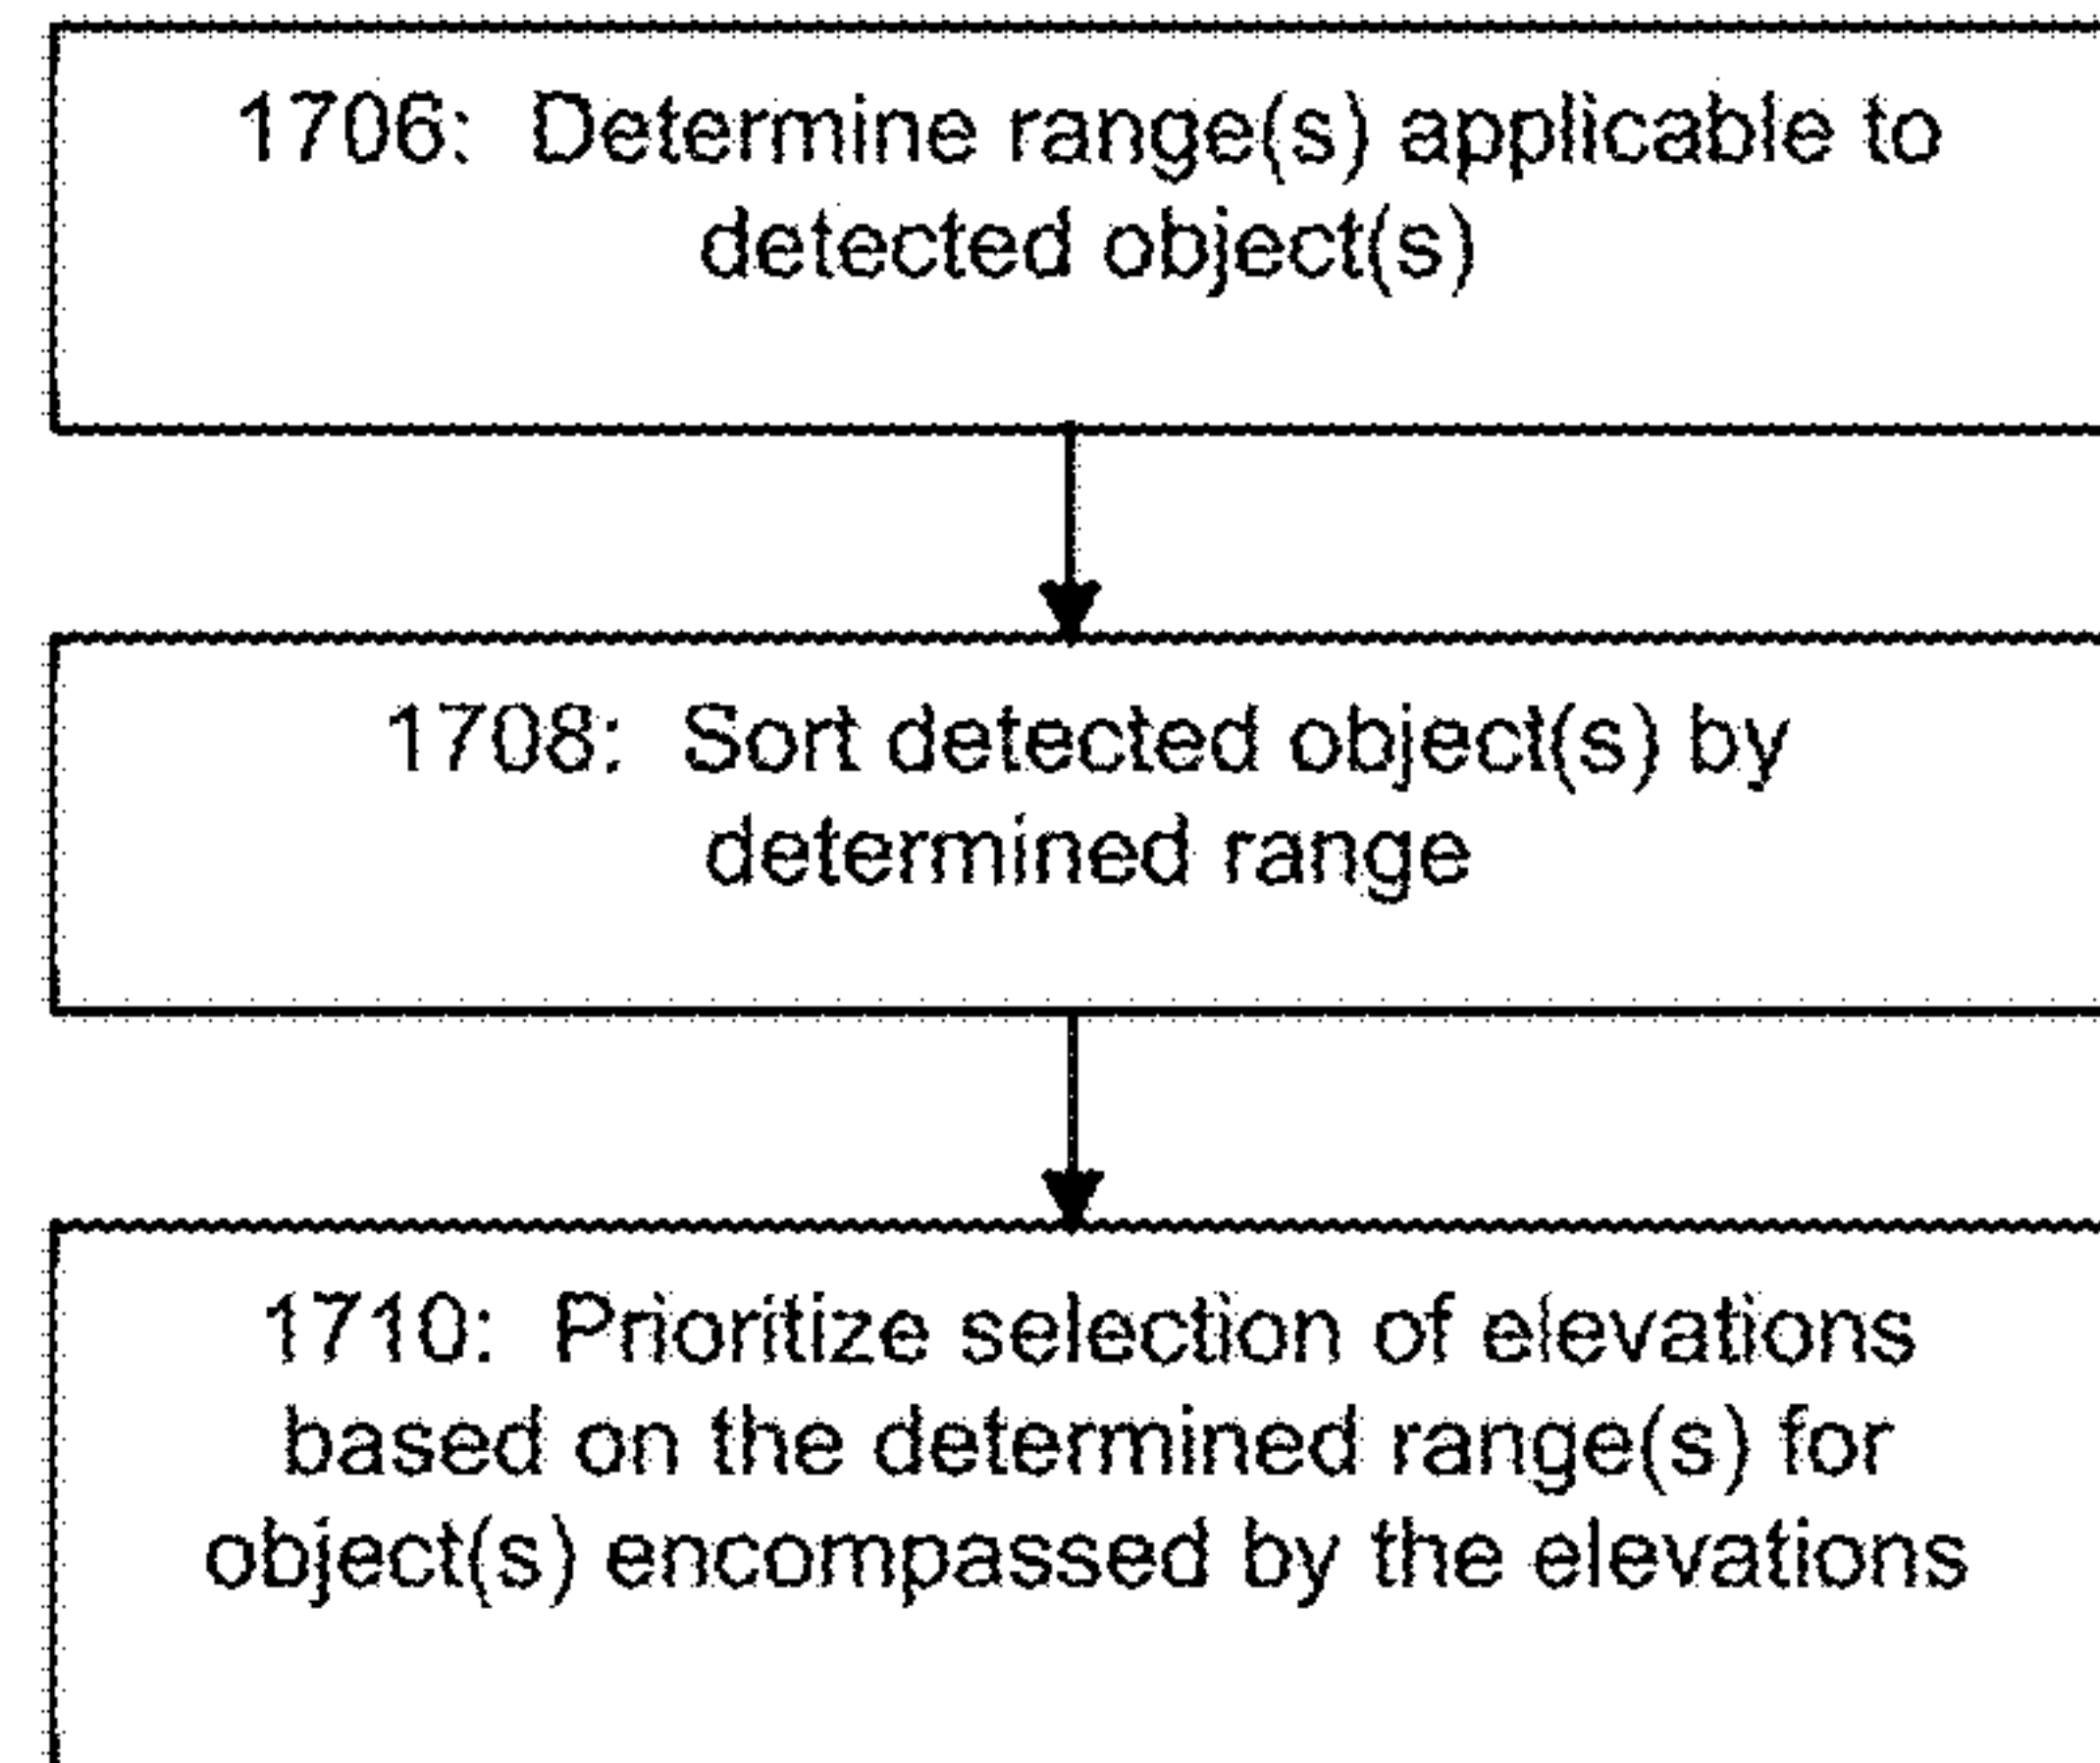 1706: Determine range(s) applicable to
detected object(s)
1708: Sort detected object(s) by
determined range
1710: Prioritize selection of elevations
based on the determined range(s) for
object(s) encompassed by the elevations